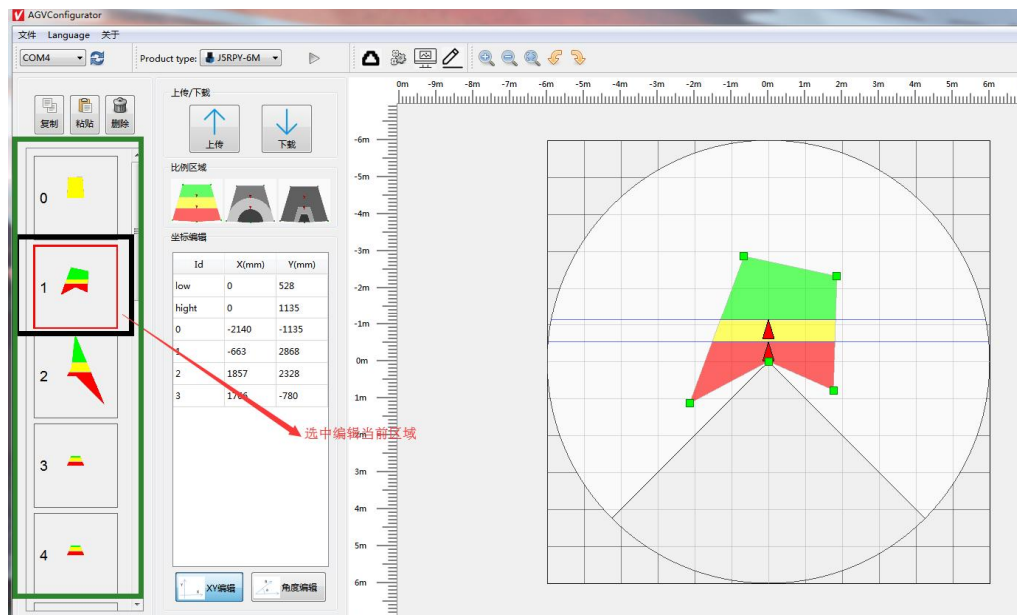 AGVConfigurator
文件 Language 关于
COM4 Product type: J5RPY-6M
复制 粘贴 删除
0
1
2
3
4
上传/下载
上传 下载
比例区域
坐标编辑
Id X(mm) Y(mm)
low 0 528
hight 0 1135
0 -2140 -1135
1 -663 2868
2 1857 2328
3 1766 -780
XY编辑 角度编辑
选中编辑当前区域
0m -9m -8m -7m -6m -5m -4m -3m -2m -1m 0m 1m 2m 3m 4m 5m 6m
-6m
-5m
-4m
-3m
-2m
-1m
0m
1m
2m
3m
4m
5m
6m